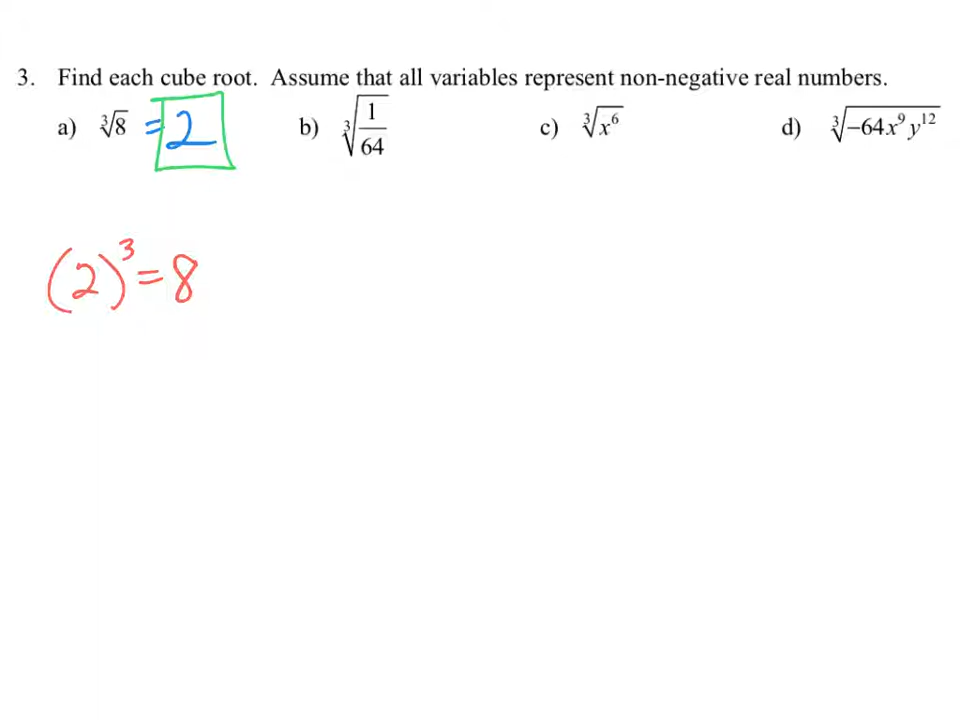 3. Find each cube root. Assume that all variables represent non-negative real numbers.
a) ∛8 = 2 b) ∛(1/64) c) ∛(x⁶) d) ∛(−64x⁹y¹²)
(2)³ = 8